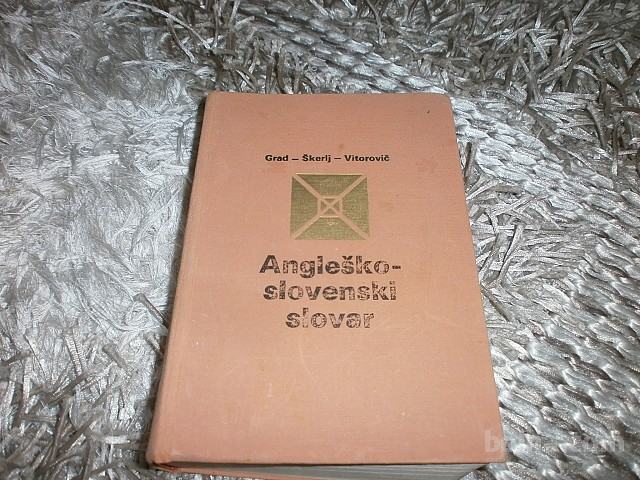 Grad – Škerlj – Vitorovič
Angleško-
slovenski
slovar